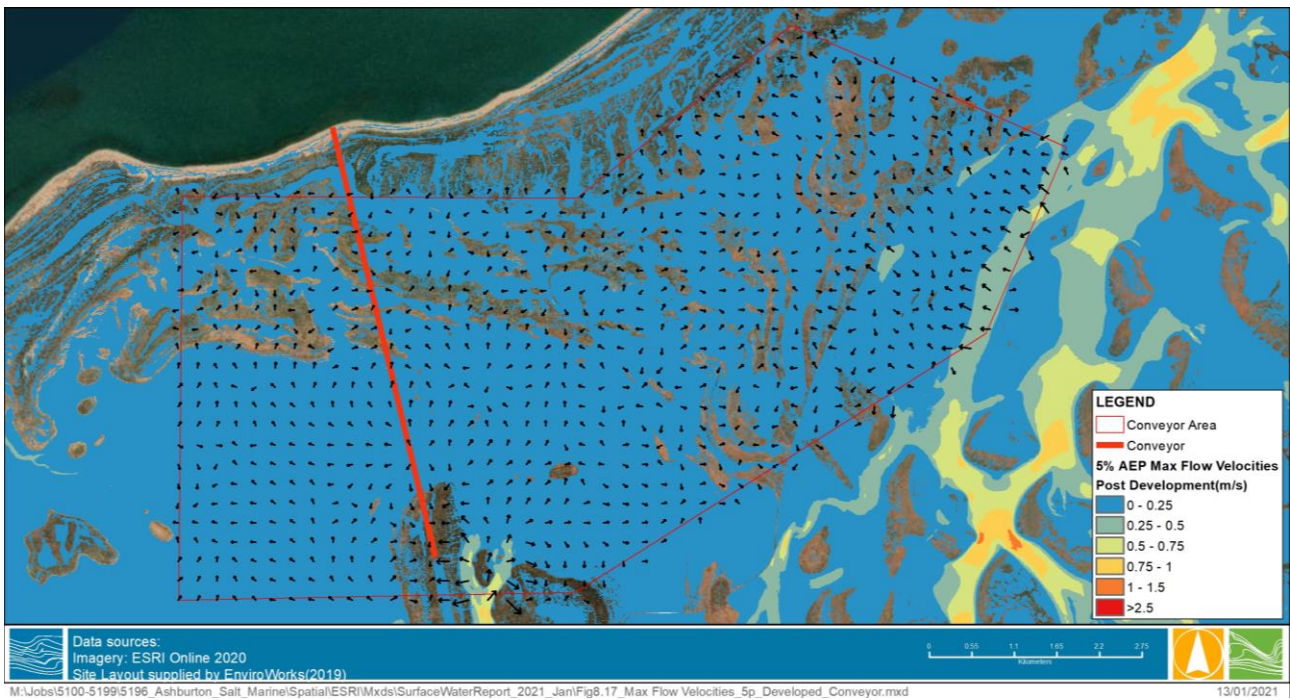 LEGEND
Conveyor Area
Conveyor
5% AEP Max Flow Velocities
Post Development(m/s)
0 - 0.25
0.25 - 0.5
0.5 - 0.75
0.75 - 1
1 - 1.5
>2.5
Data sources:
Imagery: ESRI Online 2020
Site Layout supplied by EnviroWorks(2019)
0 0.55 1.1 1.65 2.2 2.75
Kilometers
M:\Jobs\5100-5199\5196_Ashburton_Salt_Marine\Spatial\ESRI\Mxds\SurfaceWaterReport_2021_Jan\Fig8.17_Max Flow Velocities_5p_Developed_Conveyor.mxd
13/01/2021